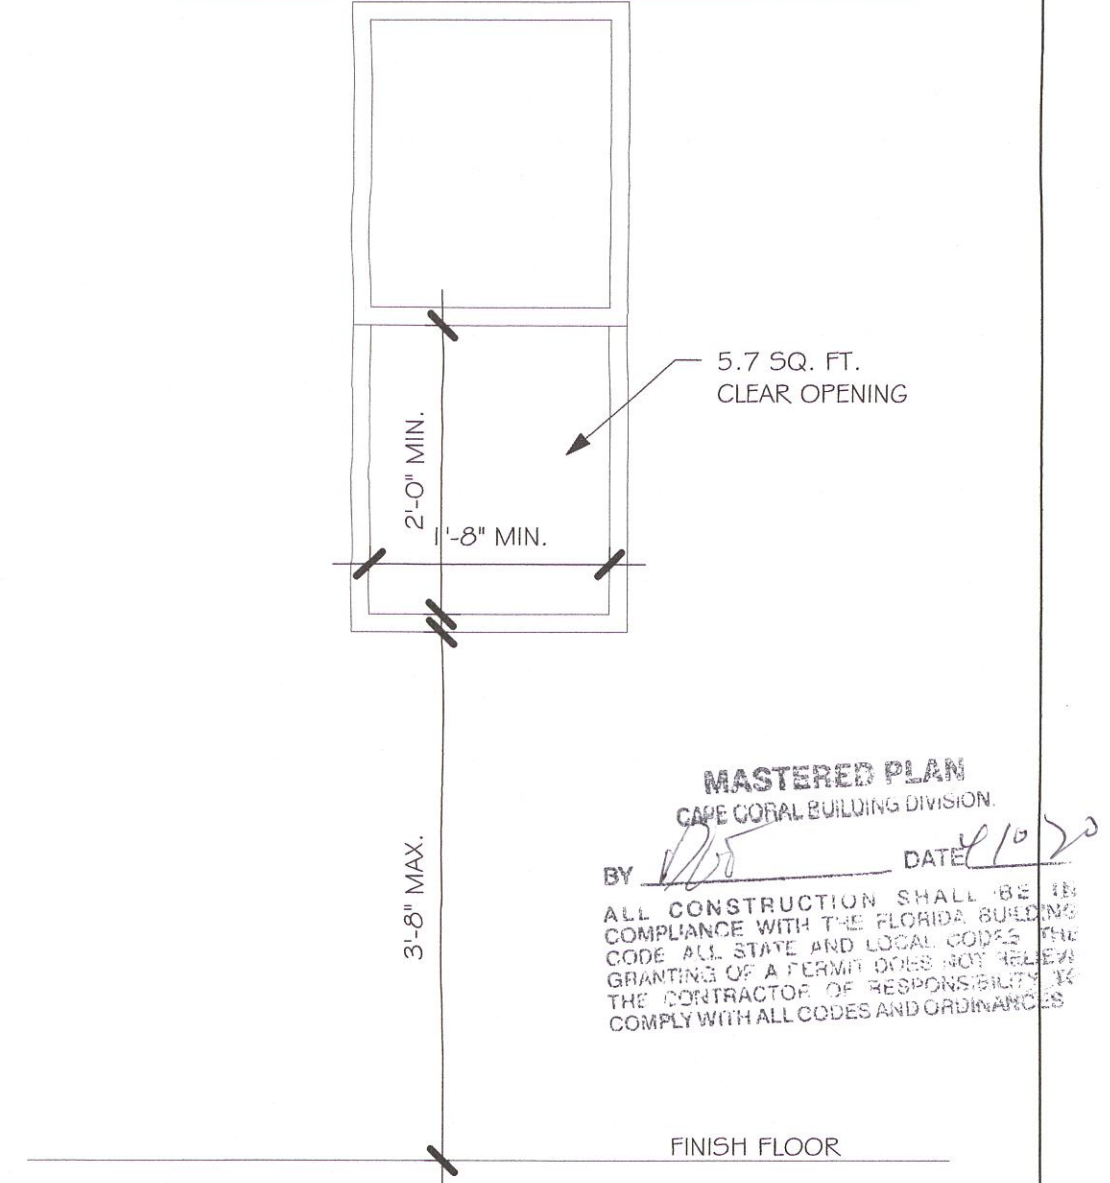 5.7 SQ. FT.
CLEAR OPENING
2'-0" MIN.
1'-8" MIN.
3'-8" MAX.
MASTERED PLAN
CAPE CORAL BUILDING DIVISION.
BY DATE 4/10/20
ALL CONSTRUCTION SHALL BE IN
COMPLIANCE WITH THE FLORIDA BUILDING
CODE ALL STATE AND LOCAL CODES THE
GRANTING OF A PERMIT DOES NOT RELIEVE
THE CONTRACTOR OF RESPONSIBILITY TO
COMPLY WITH ALL CODES AND ORDINANCES
FINISH FLOOR